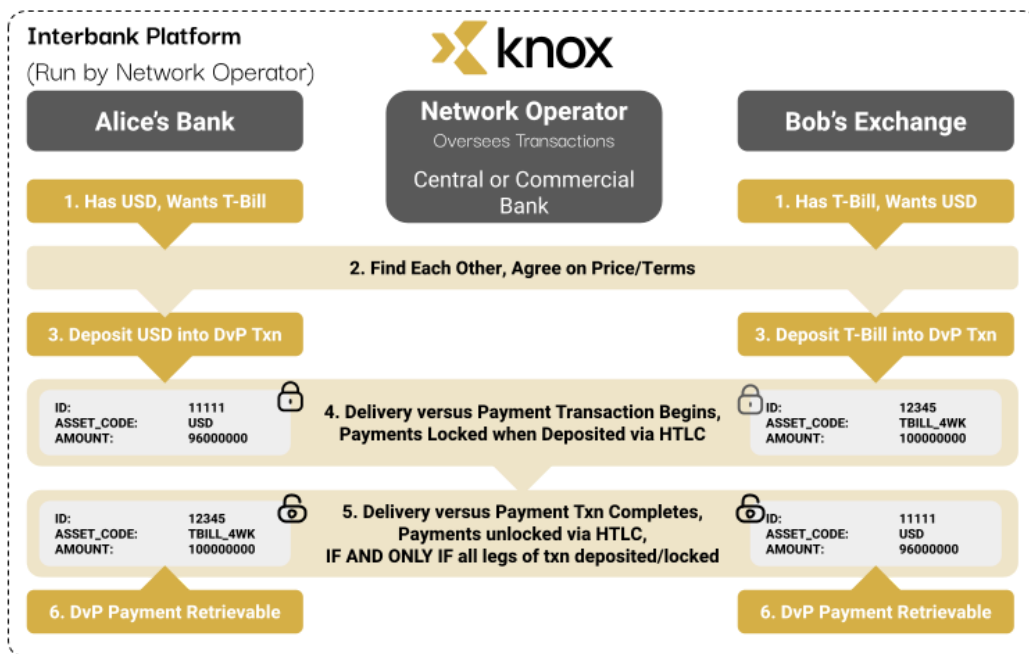 Interbank Platform
(Run by Network Operator)
knox
Alice's Bank
Network Operator
Oversees Transactions
Central or Commercial
Bank
Bob's Exchange
1. Has USD, Wants T-Bill
1. Has T-Bill, Wants USD
2. Find Each Other, Agree on Price/Terms
3. Deposit USD into DvP Txn
3. Deposit T-Bill into DvP Txn
ID: 11111
ASSET_CODE: USD
AMOUNT: 96000000
4. Delivery versus Payment Transaction Begins,
Payments Locked when Deposited via HTLC
ID: 12345
ASSET_CODE: TBILL_4WK
AMOUNT: 100000000
ID: 12345
ASSET_CODE: TBILL_4WK
AMOUNT: 100000000
5. Delivery versus Payment Txn Completes,
Payments unlocked via HTLC,
IF AND ONLY IF all legs of txn deposited/locked
ID: 11111
ASSET_CODE: USD
AMOUNT: 96000000
6. DvP Payment Retrievable
6. DvP Payment Retrievable